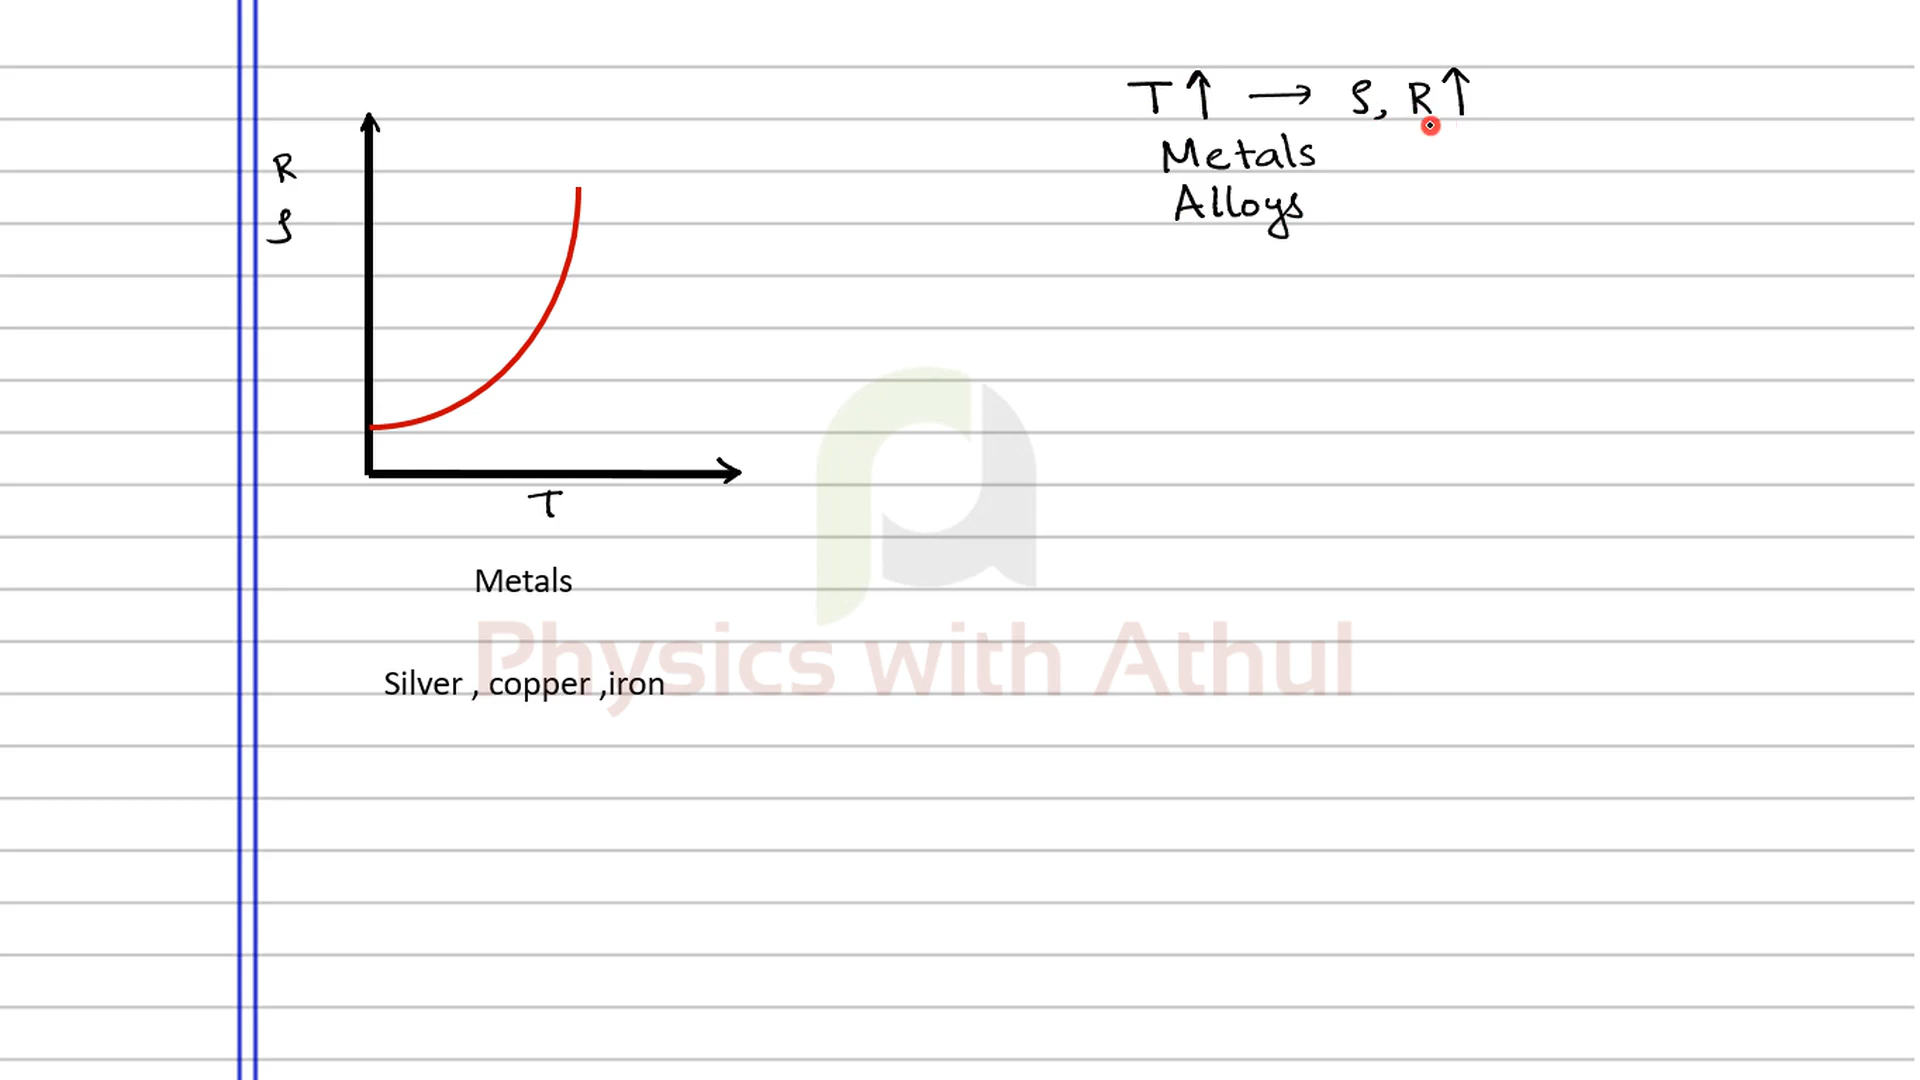 T↑ → ρ, R↑
Metals
Alloys
R
ρ
T
Metals
Physics with Athul
Silver , copper ,iron